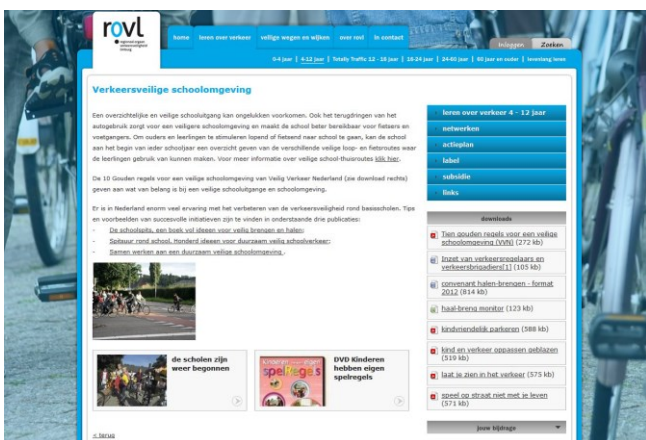 rovl
regionaal orgaan
verkeersveiligheid
limburg
home
leren over verkeer
veilige wegen en wijken
over rovl
in contact
Inloggen
Zoeken
0-4 jaar | 4-12 jaar | Totally Traffic 12 - 16 jaar | 16-24 jaar | 24-60 jaar | 60 jaar en ouder | levenslang leren
Verkeersveilige schoolomgeving
Een overzichtelijke en veilige schooluitgang kan ongelukken voorkomen. Ook het terugdringen van het
autogebruik zorgt voor een veiligere schoolomgeving en maakt de school beter bereikbaar voor fietsers en
voetgangers. Om ouders en leerlingen te stimuleren lopend of fietsend naar school te gaan, kan de school
aan het begin van ieder schooljaar een overzicht geven van de verschillende veilige loop- en fietsroutes waar
de leerlingen gebruik van kunnen maken. Voor meer informatie over veilige school-thuisroutes klik hier.
De 10 Gouden regels voor een veilige schoolomgeving van Veilig Verkeer Nederland (zie download rechts)
geven aan wat van belang is bij een veilige schooluitgange en schoolomgeving.
Er is in Nederland enorm veel ervaring met het verbeteren van de verkeersveiligheid rond basisscholen. Tips
en voorbeelden van succesvolle initiatieven zijn te vinden in onderstaande drie publicaties:
- De schoolspits, een boek vol ideeen voor veilig brengen en halen;
- Spitsuur rond school. Honderd ideeen voor duurzaam veilig schoolverkeer;
- Samen werken aan een duurzaam veilige schoolomgeving .
de scholen zijn
weer begonnen
kinderen hebben eigen
spelregels
DVD Kinderen
hebben eigen
spelregels
< terug
leren over verkeer 4 - 12 jaar
netwerken
actieplan
label
subsidie
links
downloads
Tien gouden regels voor een veilige
schoolomgeving (VVN) (272 kb)
Inzet van verkeersregelaars en
verkeersbrigadiers[1] (105 kb)
convenant halen-brengen - format
2012 (814 kb)
haal-breng monitor (123 kb)
kindvriendelijk parkeren (588 kb)
kind en verkeer oppassen geblazen
(519 kb)
laat je zien in het verkeer (575 kb)
speel op straat niet met je leven
(571 kb)
jouw bijdrage